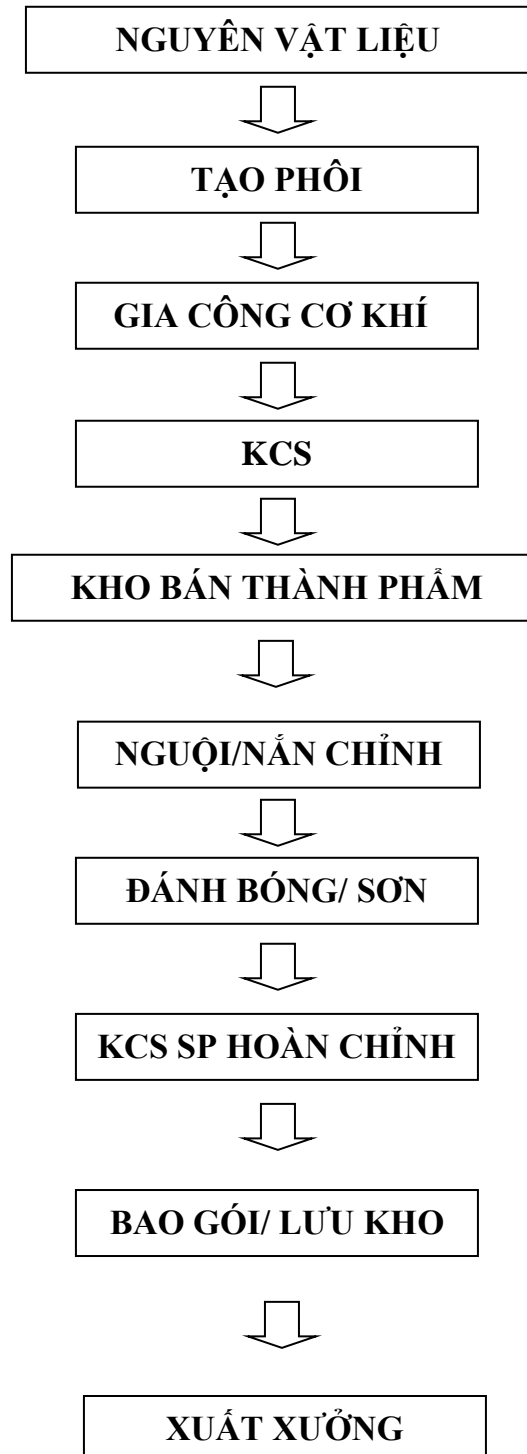 NGUYÊN VẬT LIỆU
TẠO PHÔI
GIA CÔNG CƠ KHÍ
KCS
KHO BÁN THÀNH PHẨM
NGUỘI/NẮN CHỈNH
ĐÁNH BÓNG/ SƠN
KCS SP HOÀN CHỈNH
BAO GÓI/ LƯU KHO
XUẤT XƯỞNG